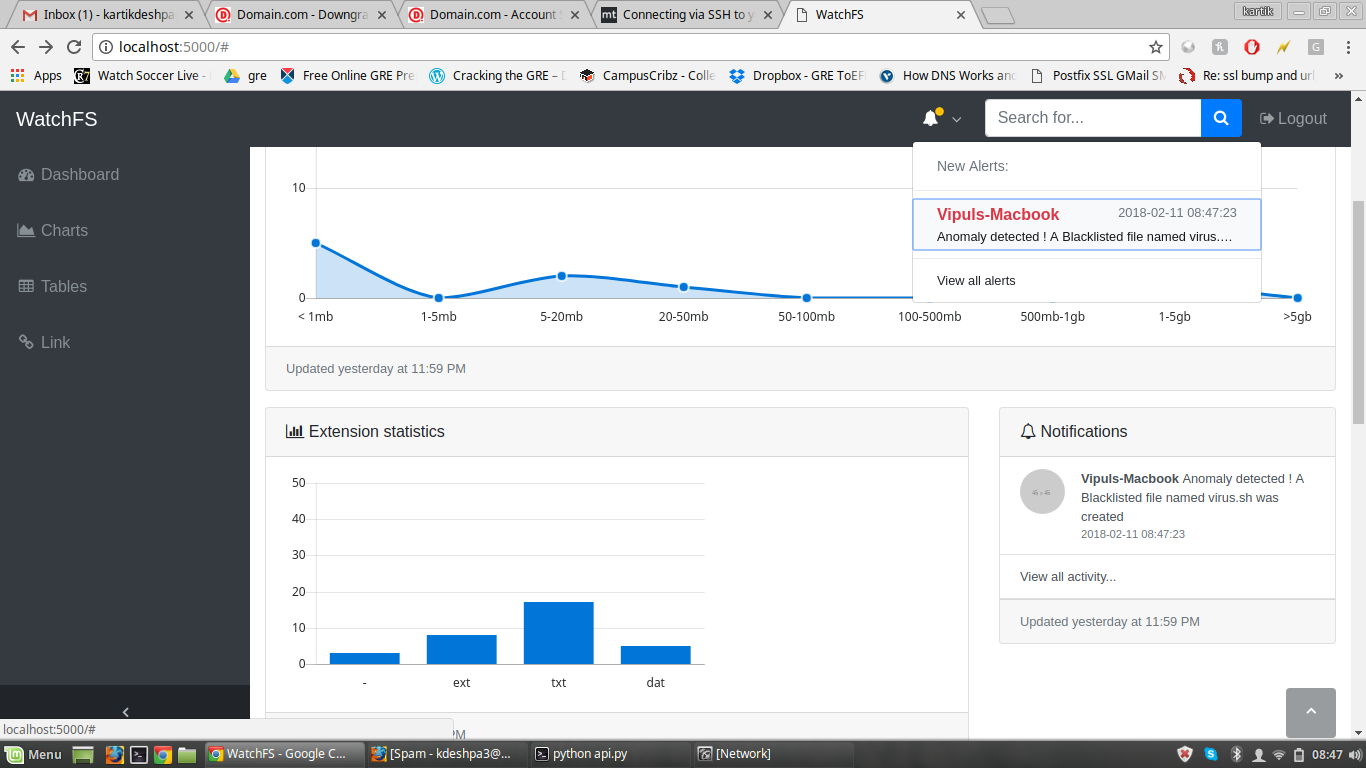 Inbox (1) - kartikdeshpa
Domain.com - Downgra
Domain.com - Account
Connecting via SSH to y
WatchFS
kartik
localhost:5000/#
Apps
Watch Soccer Live -
gre
Free Online GRE Pre
Cracking the GRE –
CampusCribz - Colle
Dropbox - GRE ToEF
How DNS Works an
Postfix SSL GMail SM
Re: ssl bump and url
»
WatchFS
Search for...
Logout
Dashboard
Charts
Tables
Link
New Alerts:
Vipuls-Macbook 2018-02-11 08:47:23
Anomaly detected ! A Blacklisted file named virus....
View all alerts
10
0
< 1mb 1-5mb 5-20mb 20-50mb 50-100mb 100-500mb 500mb-1gb 1-5gb >5gb
Updated yesterday at 11:59 PM
Extension statistics
50
40
30
20
10
0
- ext txt dat
PM
Notifications
Vipuls-Macbook Anomaly detected ! A
Blacklisted file named virus.sh was
created
2018-02-11 08:47:23
View all activity...
Updated yesterday at 11:59 PM
localhost:5000/#
Menu
WatchFS - Google C...
[Spam - kdeshpa3@...
python api.py
[Network]
08:47